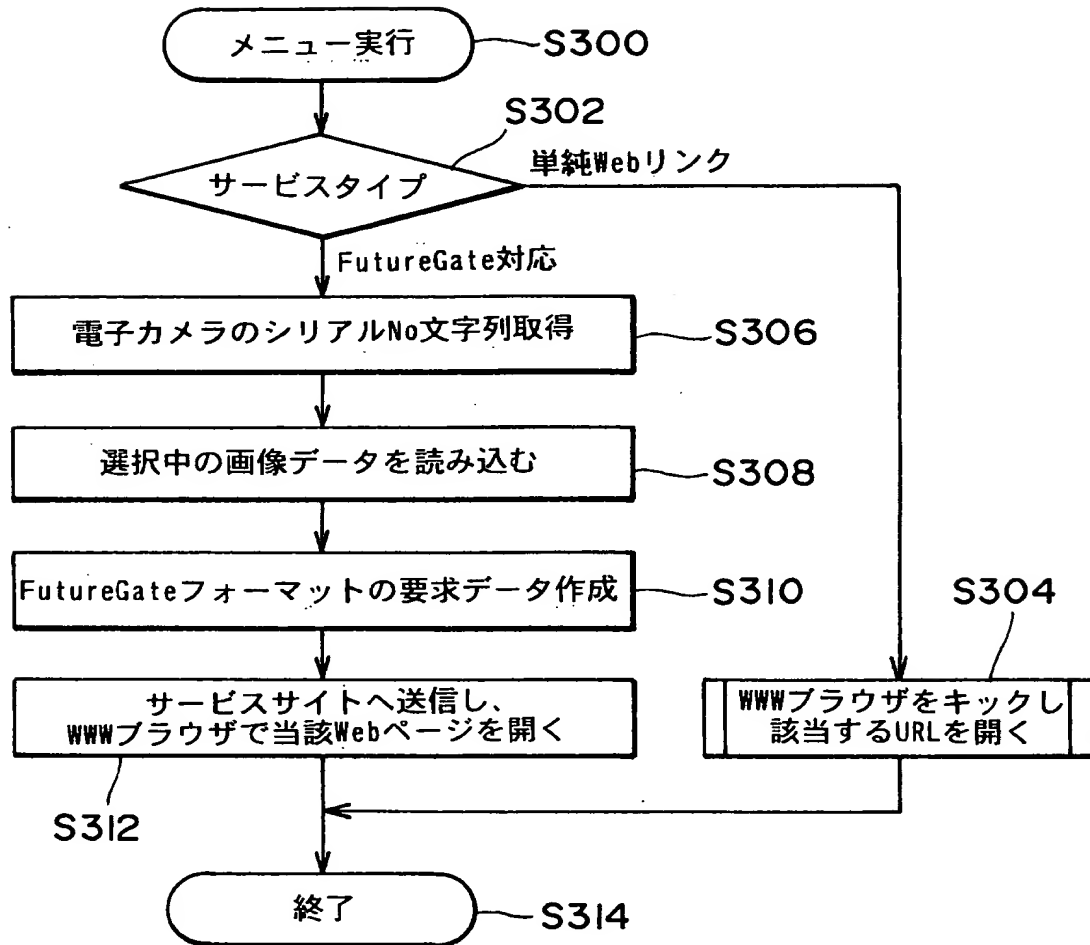 メニュー実行
S300
S302
サービスタイプ
単純Webリンク
FutureGate対応
電子カメラのシリアルNo文字列取得
S306
選択中の画像データを読み込む
S308
FutureGateフォーマットの要求データ作成
S310
S304
サービスサイトへ送信し、
WWWブラウザで当該Webページを開く
WWWブラウザをキックし
該当するURLを開く
S312
終了
S314